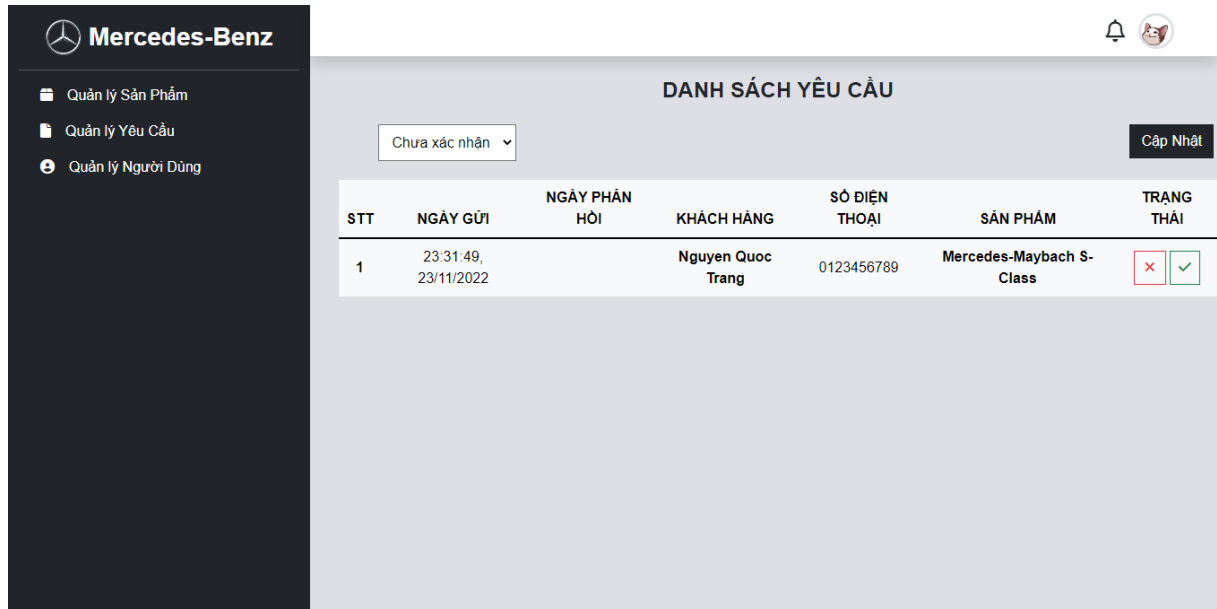 Mercedes-Benz
Quản lý Sản Phẩm
Quản lý Yêu Cầu
Quản lý Người Dùng
DANH SÁCH YÊU CẦU
Chưa xác nhận
Cập Nhật
STT
NGÀY GỬI
NGÀY PHẢN
HỒI
KHÁCH HÀNG
SỐ ĐIỆN
THOẠI
SẢN PHẨM
TRẠNG
THÁI
1
23:31:49,
23/11/2022
Nguyen Quoc
Trang
0123456789
Mercedes-Maybach S-
Class